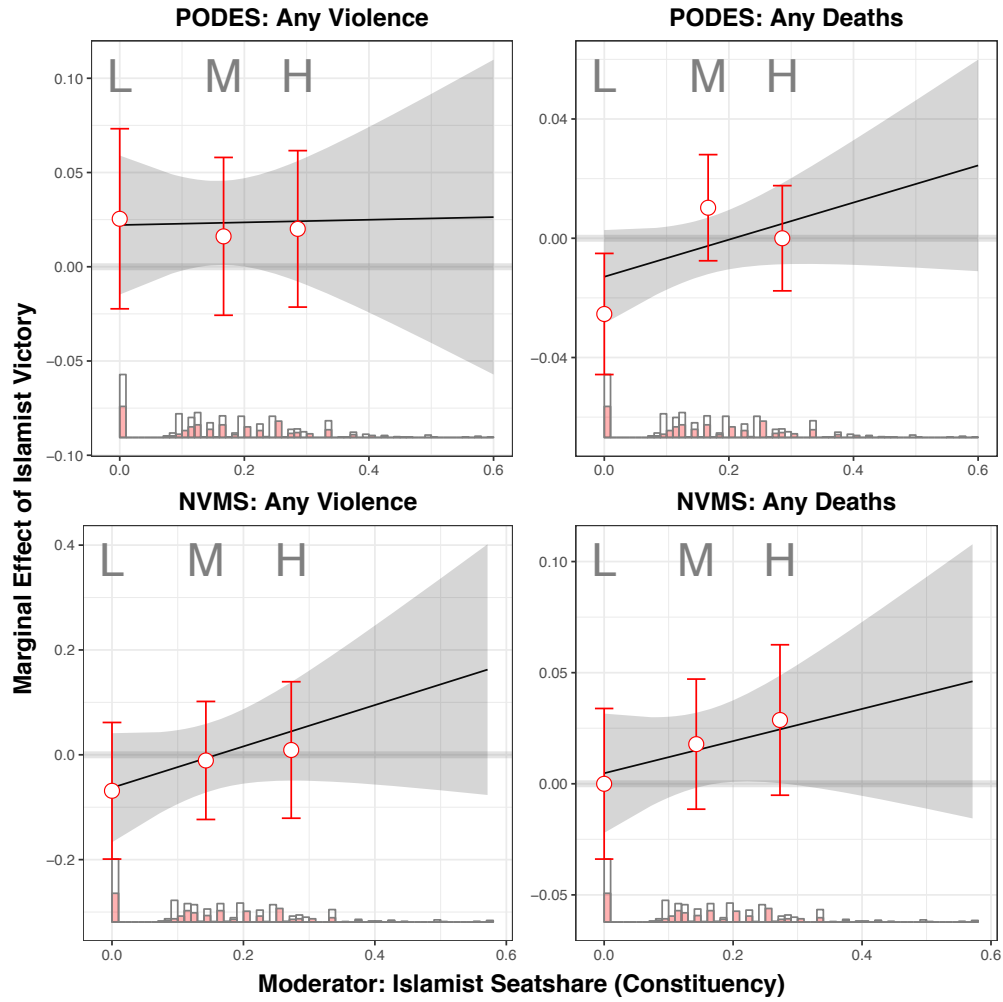 PODES: Any Violence
PODES: Any Deaths
L M H
L M H
0.10
0.05
0.00
−0.05
−0.10
0.04
0.00
−0.04
0.0 0.2 0.4 0.6
0.0 0.2 0.4 0.6
Marginal Effect of Islamist Victory
NVMS: Any Violence
NVMS: Any Deaths
L M H
L M H
0.4
0.2
0.0
−0.2
0.10
0.05
0.00
−0.05
0.0 0.2 0.4 0.6
0.0 0.2 0.4 0.6
Moderator: Islamist Seatshare (Constituency)